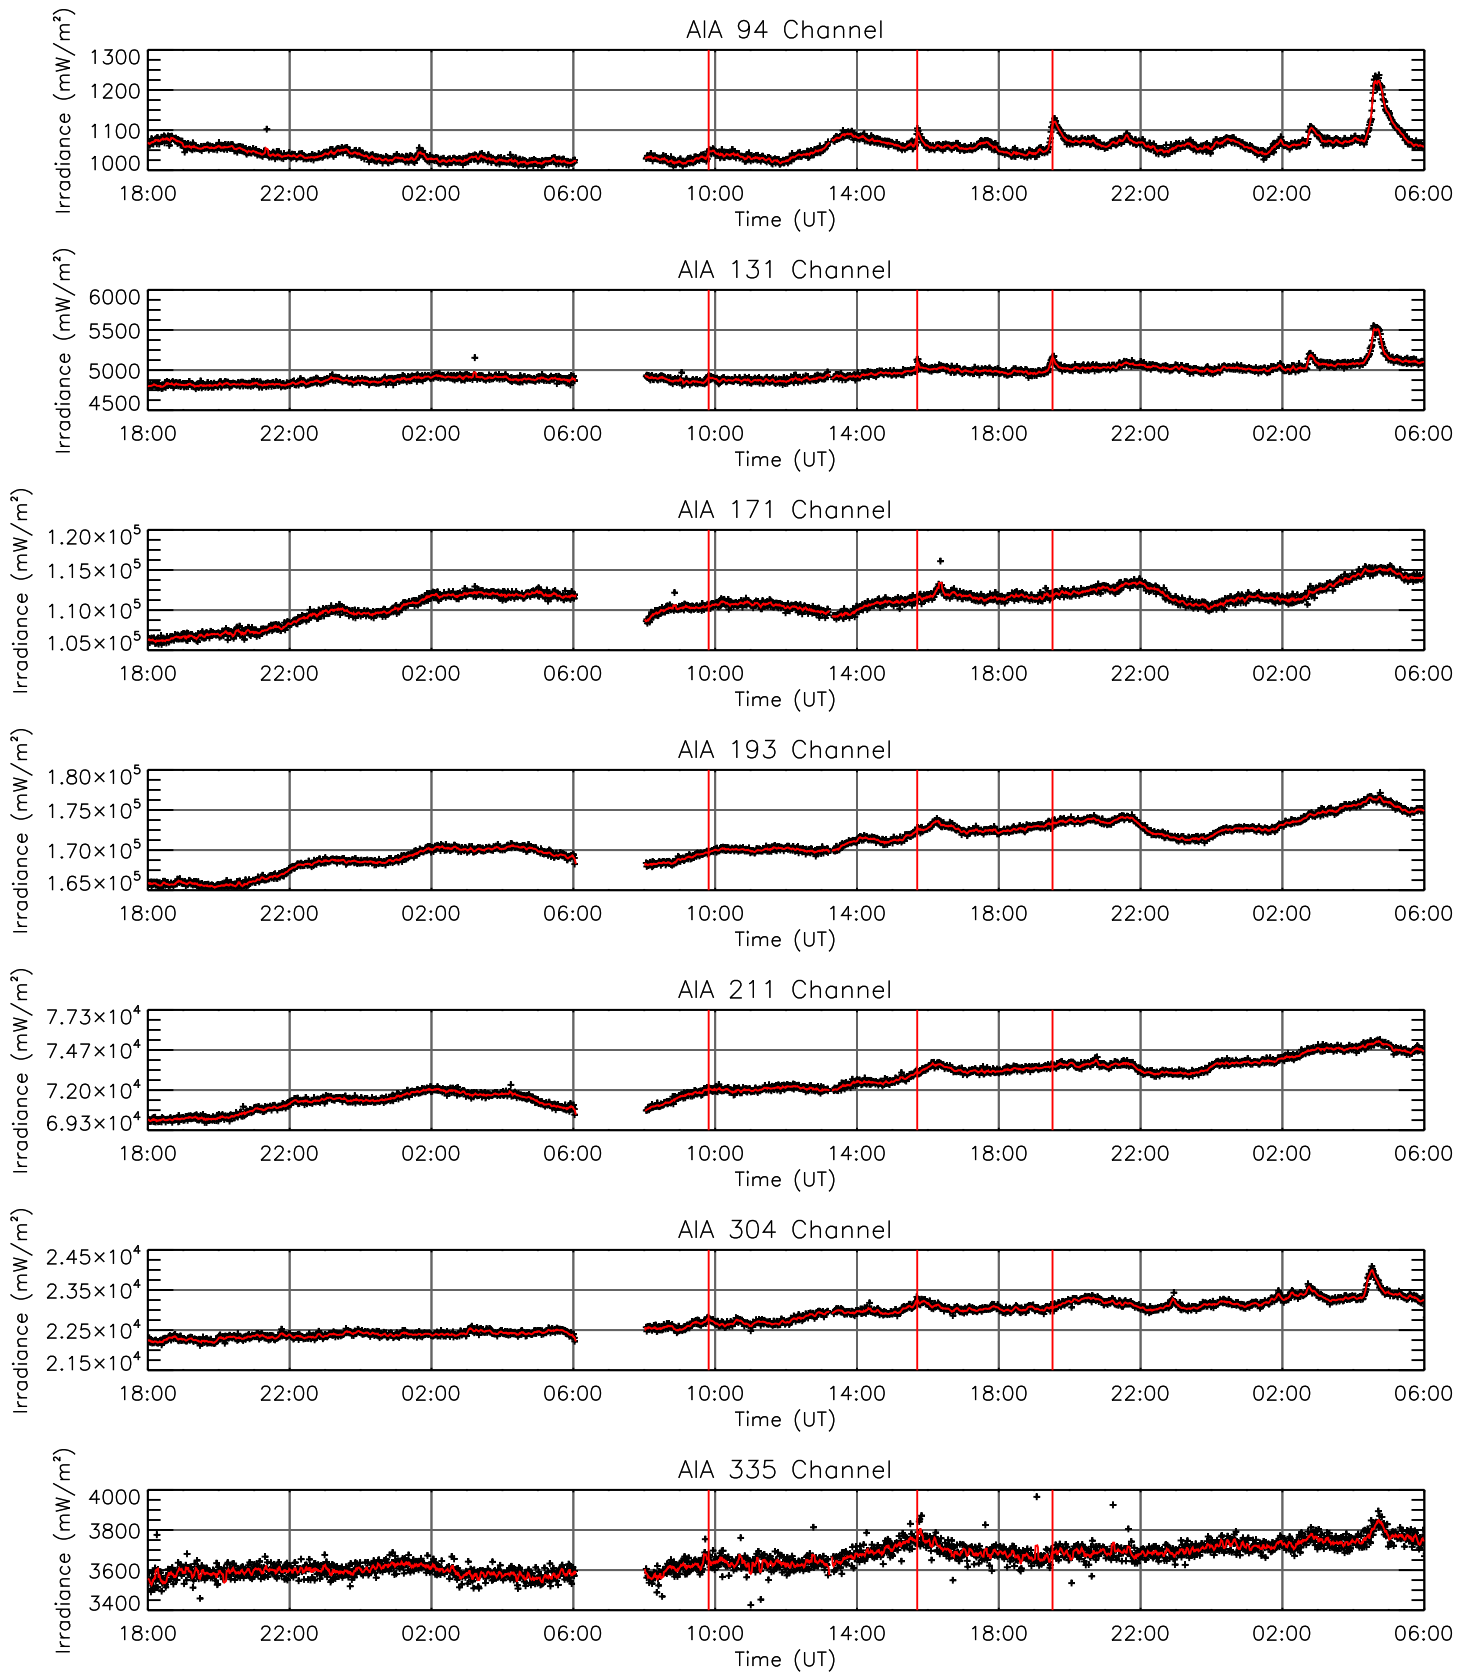 AIA 94 Channel
1300
1200
1100
1000
Irradiance (mW/m²)
18:00 22:00 02:00 06:00 10:00 14:00 18:00 22:00 02:00 06:00
Time (UT)
AIA 131 Channel
6000
5500
5000
4500
Irradiance (mW/m²)
18:00 22:00 02:00 06:00 10:00 14:00 18:00 22:00 02:00 06:00
Time (UT)
AIA 171 Channel
1.20×10⁵
1.15×10⁵
1.10×10⁵
1.05×10⁵
Irradiance (mW/m²)
18:00 22:00 02:00 06:00 10:00 14:00 18:00 22:00 02:00 06:00
Time (UT)
AIA 193 Channel
1.80×10⁵
1.75×10⁵
1.70×10⁵
1.65×10⁵
Irradiance (mW/m²)
18:00 22:00 02:00 06:00 10:00 14:00 18:00 22:00 02:00 06:00
Time (UT)
AIA 211 Channel
7.73×10⁴
7.47×10⁴
7.20×10⁴
6.93×10⁴
Irradiance (mW/m²)
18:00 22:00 02:00 06:00 10:00 14:00 18:00 22:00 02:00 06:00
Time (UT)
AIA 304 Channel
2.45×10⁴
2.35×10⁴
2.25×10⁴
2.15×10⁴
Irradiance (mW/m²)
18:00 22:00 02:00 06:00 10:00 14:00 18:00 22:00 02:00 06:00
Time (UT)
AIA 335 Channel
4000
3800
3600
3400
Irradiance (mW/m²)
18:00 22:00 02:00 06:00 10:00 14:00 18:00 22:00 02:00 06:00
Time (UT)